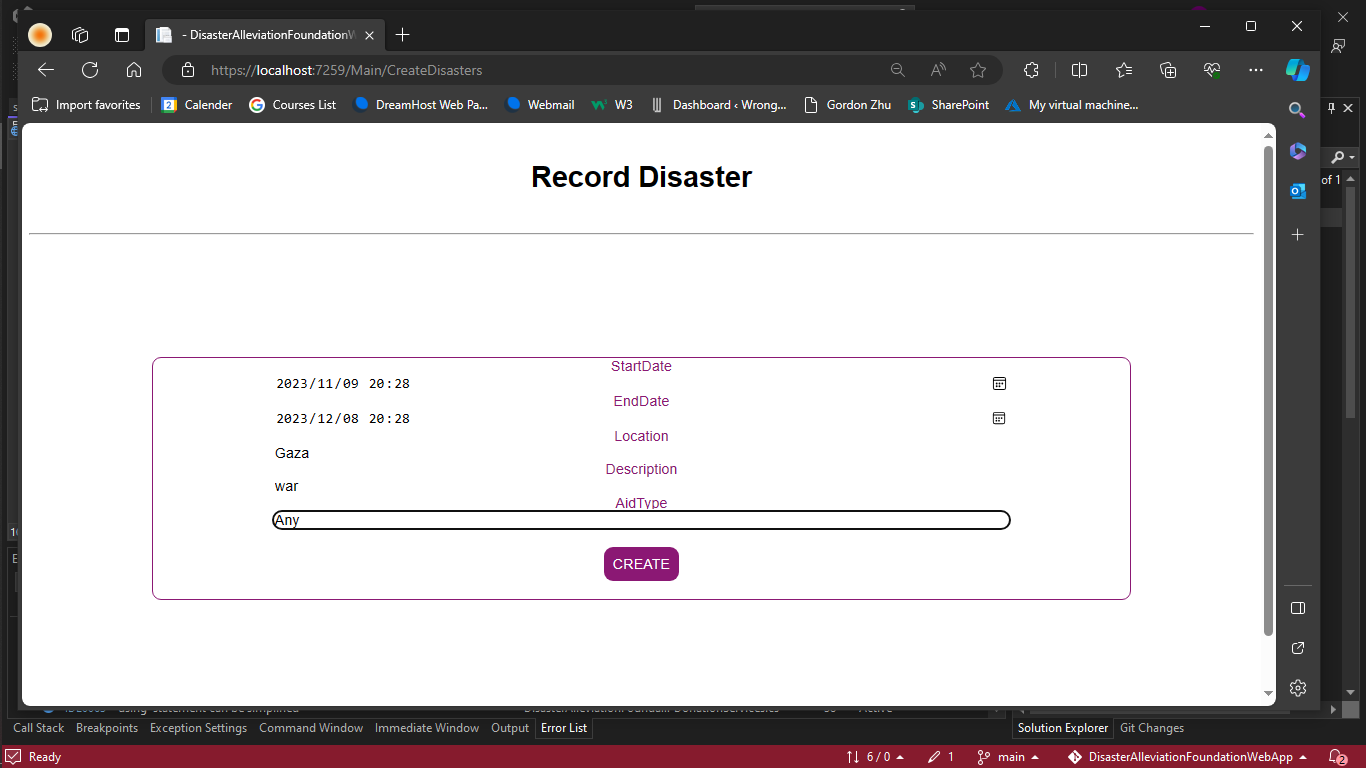 - DisasterAlleviationFoundationW
https://localhost:7259/Main/CreateDisasters
Import favorites
Calender
Courses List
DreamHost Web Pa...
Webmail
W3
Dashboard ‹ Wrong...
Gordon Zhu
SharePoint
My virtual machine...
of 1
Record Disaster
StartDate
2023/11/09 20:28
EndDate
2023/12/08 20:28
Location
Gaza
Description
war
AidType
Any
CREATE
Call Stack
Breakpoints
Exception Settings
Command Window
Immediate Window
Output
Error List
Solution Explorer
Git Changes
Ready
6 / 0
1
main
DisasterAlleviationFoundationWebApp
2